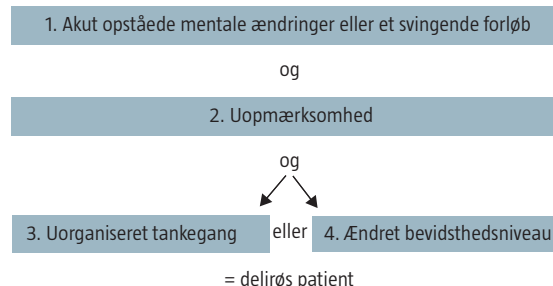 1. Akut opståede mentale ændringer eller et svingende forløb
og
2. Uopmærksomhed
og
3. Uorganiseret tankegang eller 4. Ændret bevidsthedsniveau
= delirøs patient